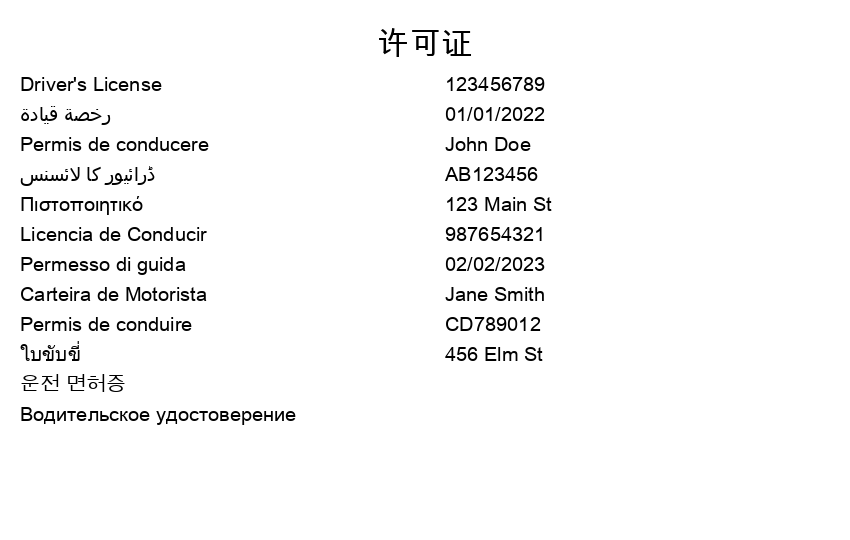 许可证
Driver's License 123456789
رخصة قيادة 01/01/2022
Permis de conducere John Doe
ڈرائیور کا لائسنس AB123456
Πιστοποιητικό 123 Main St
Licencia de Conducir 987654321
Permesso di guida 02/02/2023
Carteira de Motorista Jane Smith
Permis de conduire CD789012
ใบขับขี่ 456 Elm St
운전 면허증
Водительское удостоверение